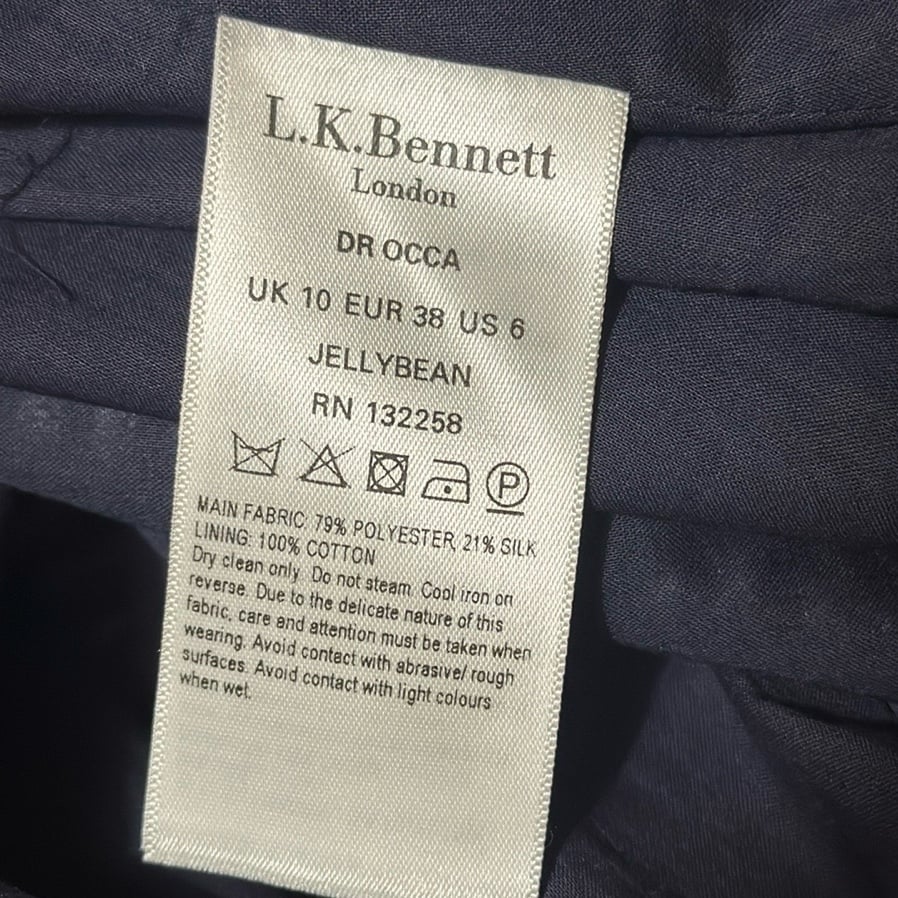 L.K.Bennett
London
DR OCCA
UK 10 EUR 38 US 6
JELLYBEAN
RN 132258
P
MAIN FABRIC: 79% POLYESTER, 21% SILK
LINING: 100% COTTON
Dry clean only. Do not steam. Cool iron on
reverse. Due to the delicate nature of this
fabric, care and attention must be taken when
wearing. Avoid contact with abrasive/ rough
surfaces. Avoid contact with light colours
when wet.